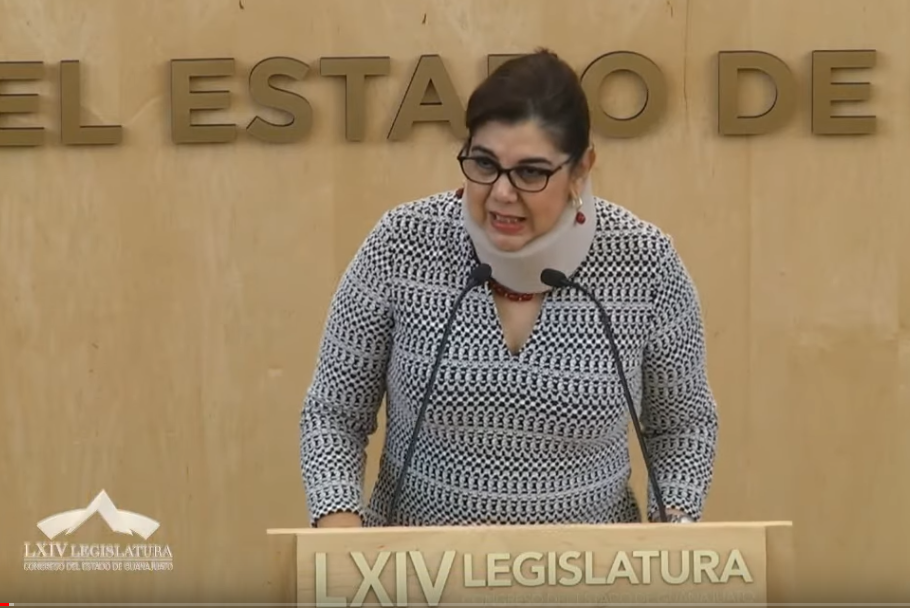 EL ESTADO DE
LXIV LEGISLATURA
CONGRESO DEL ESTADO DE GUANAJUATO
LXIV LEGISLATURA